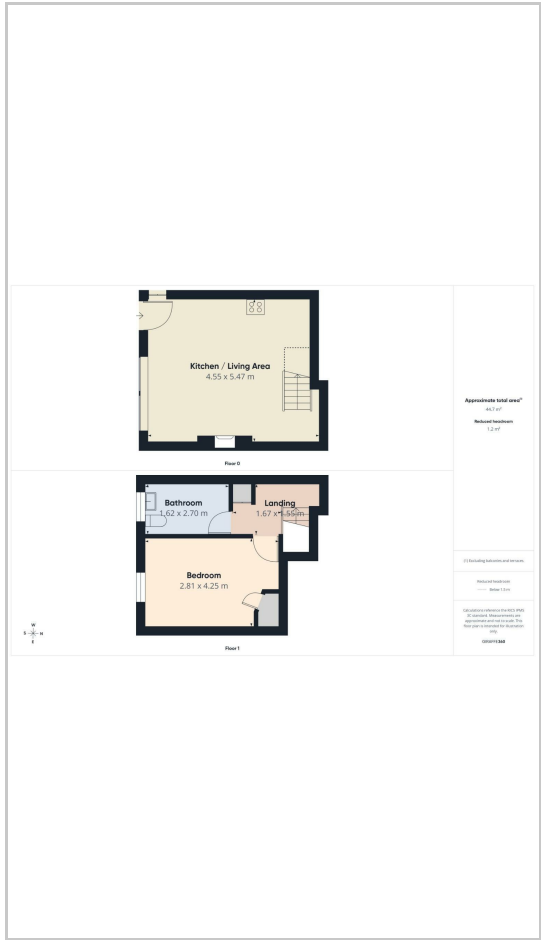 Kitchen / Living Area
4.55 x 5.47 m
Floor 0
Bathroom
1.62 x 2.70 m
Landing
1.67 x 1.55 m
Bedroom
2.81 x 4.25 m
Floor 1
W
S N
E
Approximate total area(1)
44.7 m²
Reduced headroom
1.2 m²
(1) Excluding balconies and terraces
Reduced headroom
Below 1.5 m
Calculations reference the RICS IPMS
3C standard. Measurements are
approximate and not to scale. This
floor plan is intended for illustration
only.
GIRAFFE360